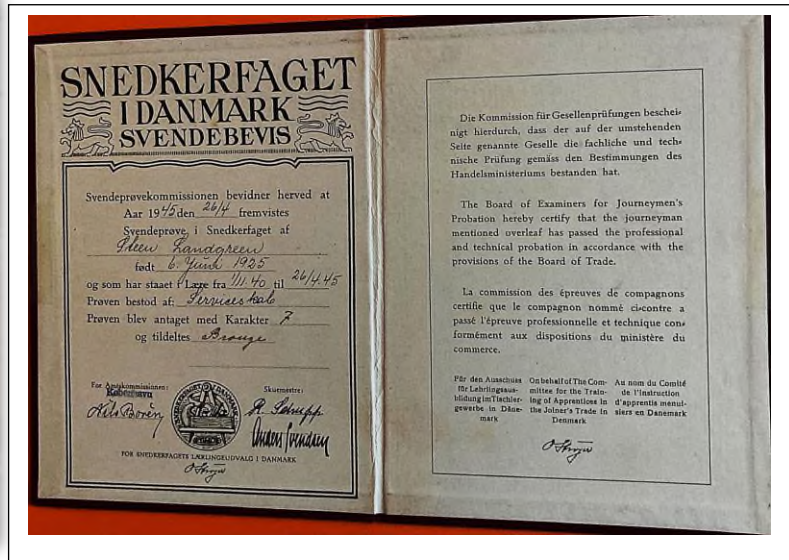 SNEDKERFAGET
I DANMARK
SVENDEBEVIS
Svendeprøvekommissionen bevidner herved at
Aar 1945 den 26/4 fremvistes
Svendeprøve i Snedkerfaget af
Steen Landgreen
født 6. Juni 1925
og som har staaet i Lære fra 1/11.40 til 26/4.45
Prøven bestod af: Serviceskab
Prøven blev antaget med Karakter 7
og tildeltes Bronze
For Amtskommissionen:
København
Skuemestre:
Anders Svendsen
FOR SNEDKERFAGETS LÆRLINGEUDVALG I DANMARK
Die Kommission für Gesellenprüfungen beschei-
nigt hierdurch, dass der auf der umstehenden
Seite genannte Geselle die fachliche und tech-
nische Prüfung gemäss den Bestimmungen des
Handelsministeriums bestanden hat.
The Board of Examiners for Journeymen's
Probation hereby certify that the journeyman
mentioned overleaf has passed the professional
and technical probation in accordance with the
provisions of the Board of Trade.
La commission des épreuves de compagnons
certifie que le compagnon nommé ci-contre a
passé l'épreuve professionnelle et technique con-
formément aux dispositions du ministère du
commerce.
Für den Ausschuss
für Lehrlingsaus-
bildung im Tischler-
gewerbe in Däne-
mark
On behalf of The Com-
mittee for the Train-
ing of Apprentices in
the Joiner's Trade in
Denmark
Au nom du Comité
de l'Instruction
d'apprentis menui-
siers en Danemark